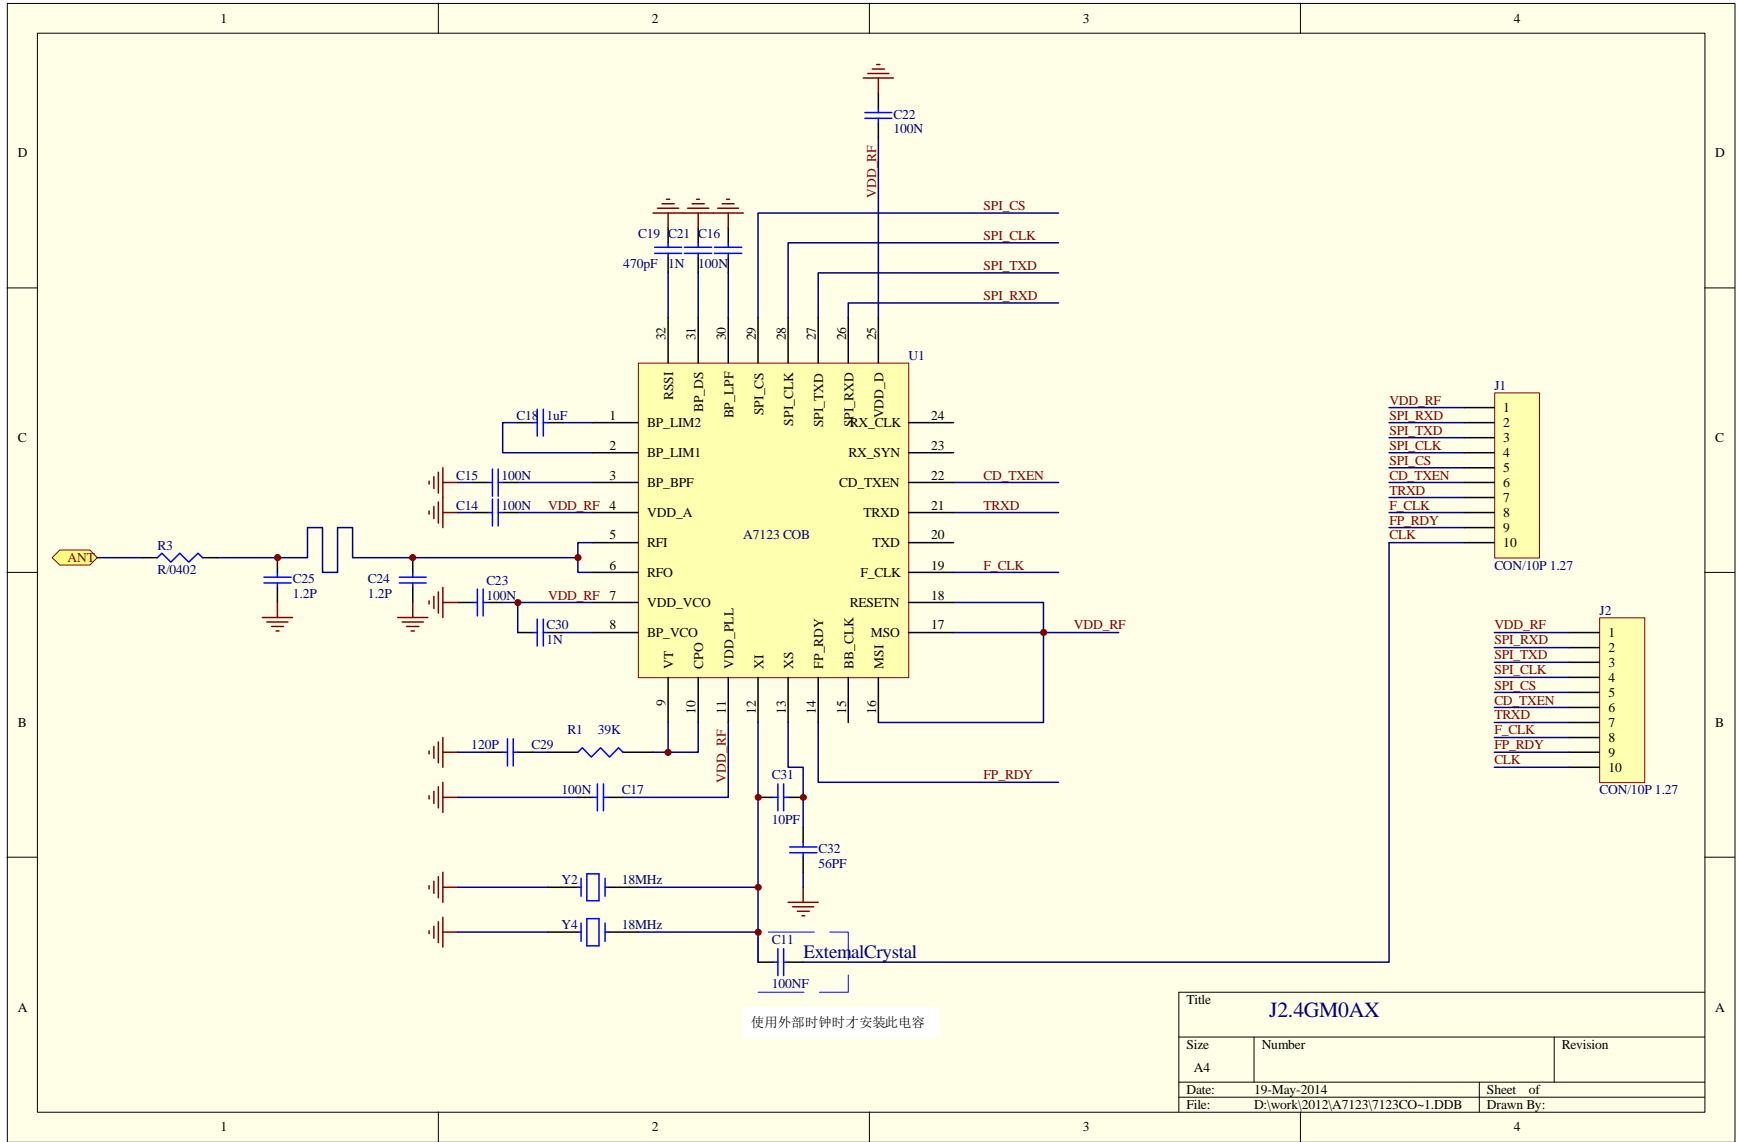 1 2 3 4
D D
C22
100N
VDD_RF
SPI_CS
SPI_CLK
SPI_TXD
SPI_RXD
C19 C21 C16
470pF 1N 100N
32 31 30 29 28 27 26 25
U1
RSSI BP_DS BP_LPF SPI_CS SPI_CLK SPI_TXD SPI_RXD VDD_D
C18 1uF 1 BP_LIM2 RX_CLK 24
2 BP_LIM1 RX_SYN 23
C15 100N 3 BP_BPF CD_TXEN 22 CD_TXEN
C14 100N VDD_RF 4 VDD_A TRXD 21 TRXD
A7123 COB
5 RFI TXD 20
6 RFO F_CLK 19 F_CLK
7 VDD_VCO RESETN 18
8 BP_VCO MSO 17 VDD_RF
C C
ANT
R3
R/0402
C25
1.2P
C24
1.2P
C23
100N VDD_RF
C30
1N
VT CPO VDD_PLL XI XS FP_RDY BB_CLK MSI
9 10 11 12 13 14 15 16
J1
VDD_RF 1
SPI_RXD 2
SPI_TXD 3
SPI_CLK 4
SPI_CS 5
CD_TXEN 6
TRXD 7
F_CLK 8
FP_RDY 9
CLK 10
CON/10P 1.27
J2
VDD_RF 1
SPI_RXD 2
SPI_TXD 3
SPI_CLK 4
SPI_CS 5
CD_TXEN 6
TRXD 7
F_CLK 8
FP_RDY 9
CLK 10
CON/10P 1.27
B B
R1 39K
120P C29
VDD_RF
100N C17
C31
10PF
FP_RDY
C32
56PF
Y2 18MHz
Y4 18MHz
C11 ExternalCrystal
100NF
使用外部时钟时才安装此电容
A A
Title J2.4GM0AX
Size Number Revision
A4
Date: 19-May-2014 Sheet of
File: D:\work\2012\A7123\7123CO~1.DDB Drawn By:
1 2 3 4